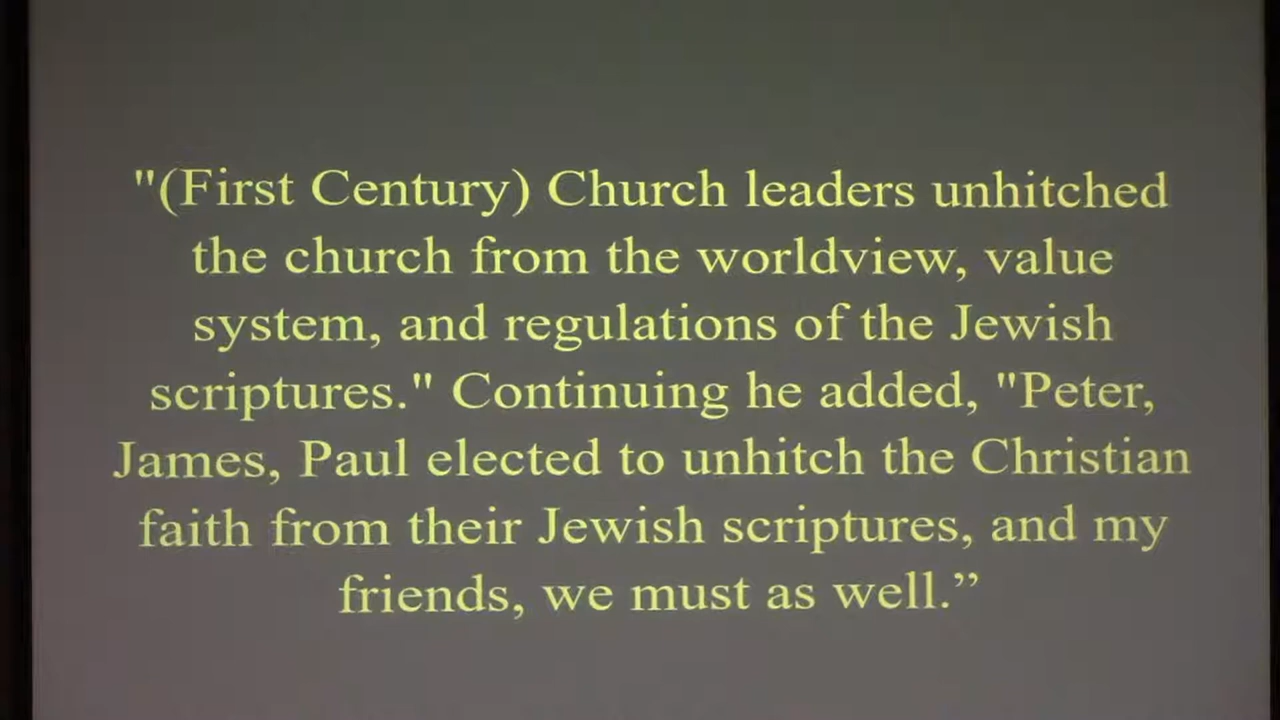 "(First Century) Church leaders unhitched
the church from the worldview, value
system, and regulations of the Jewish
scriptures." Continuing he added, "Peter,
James, Paul elected to unhitch the Christian
faith from their Jewish scriptures, and my
friends, we must as well.”